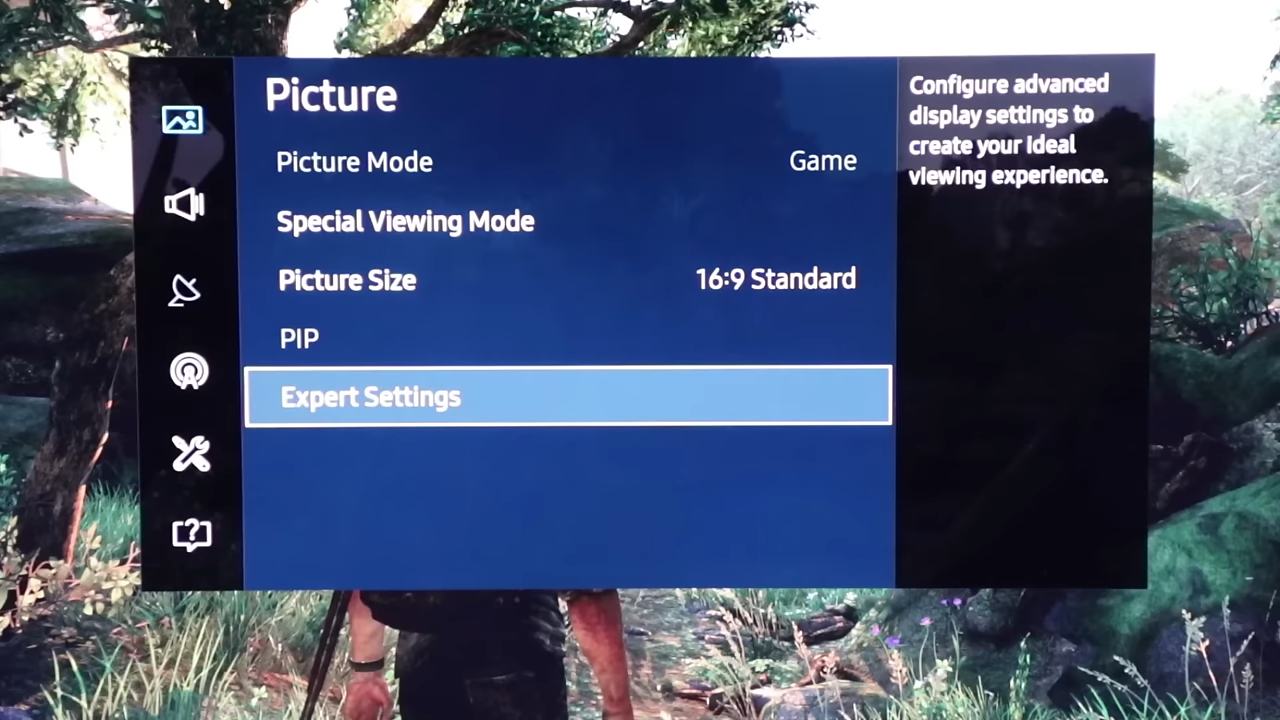 Picture
Picture Mode Game
Special Viewing Mode
Picture Size 16:9 Standard
PIP
Expert Settings
Configure advanced
display settings to
create your ideal
viewing experience.